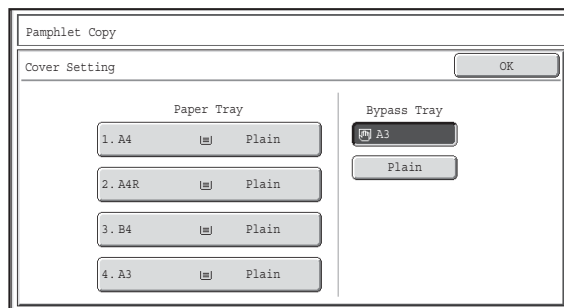 Pamphlet Copy
Cover Setting
OK
Paper Tray
Bypass Tray
1. A4 Plain
A3
Plain
2. A4R Plain
3. B4 Plain
4. A3 Plain